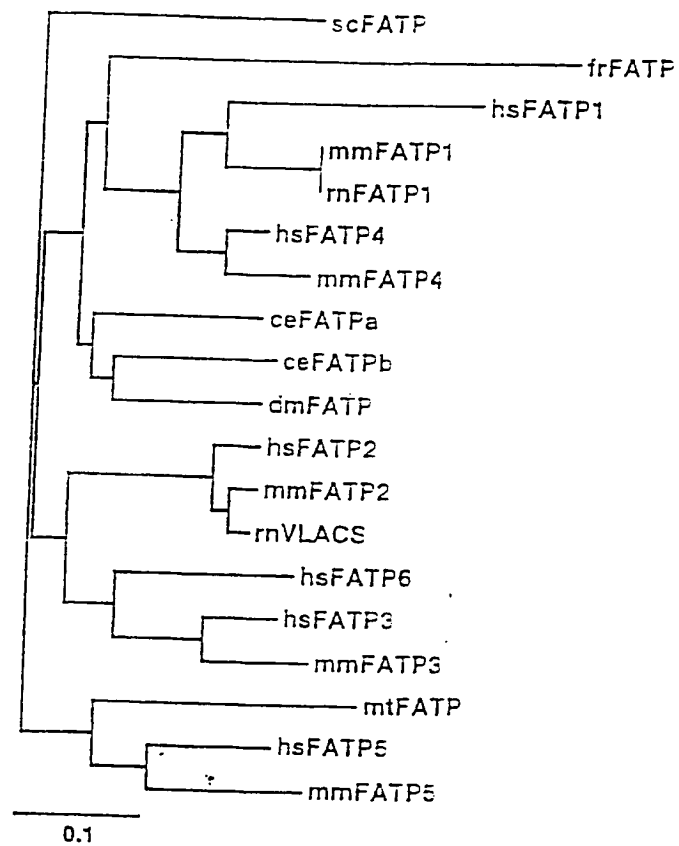 scFATP
frFATP
hsFATP1
mmFATP1
rnFATP1
hsFATP4
mmFATP4
ceFATPa
ceFATPb
dmFATP
hsFATP2
mmFATP2
rnVLACS
hsFATP6
hsFATP3
mmFATP3
mtFATP
hsFATP5
mmFATP5
0.1